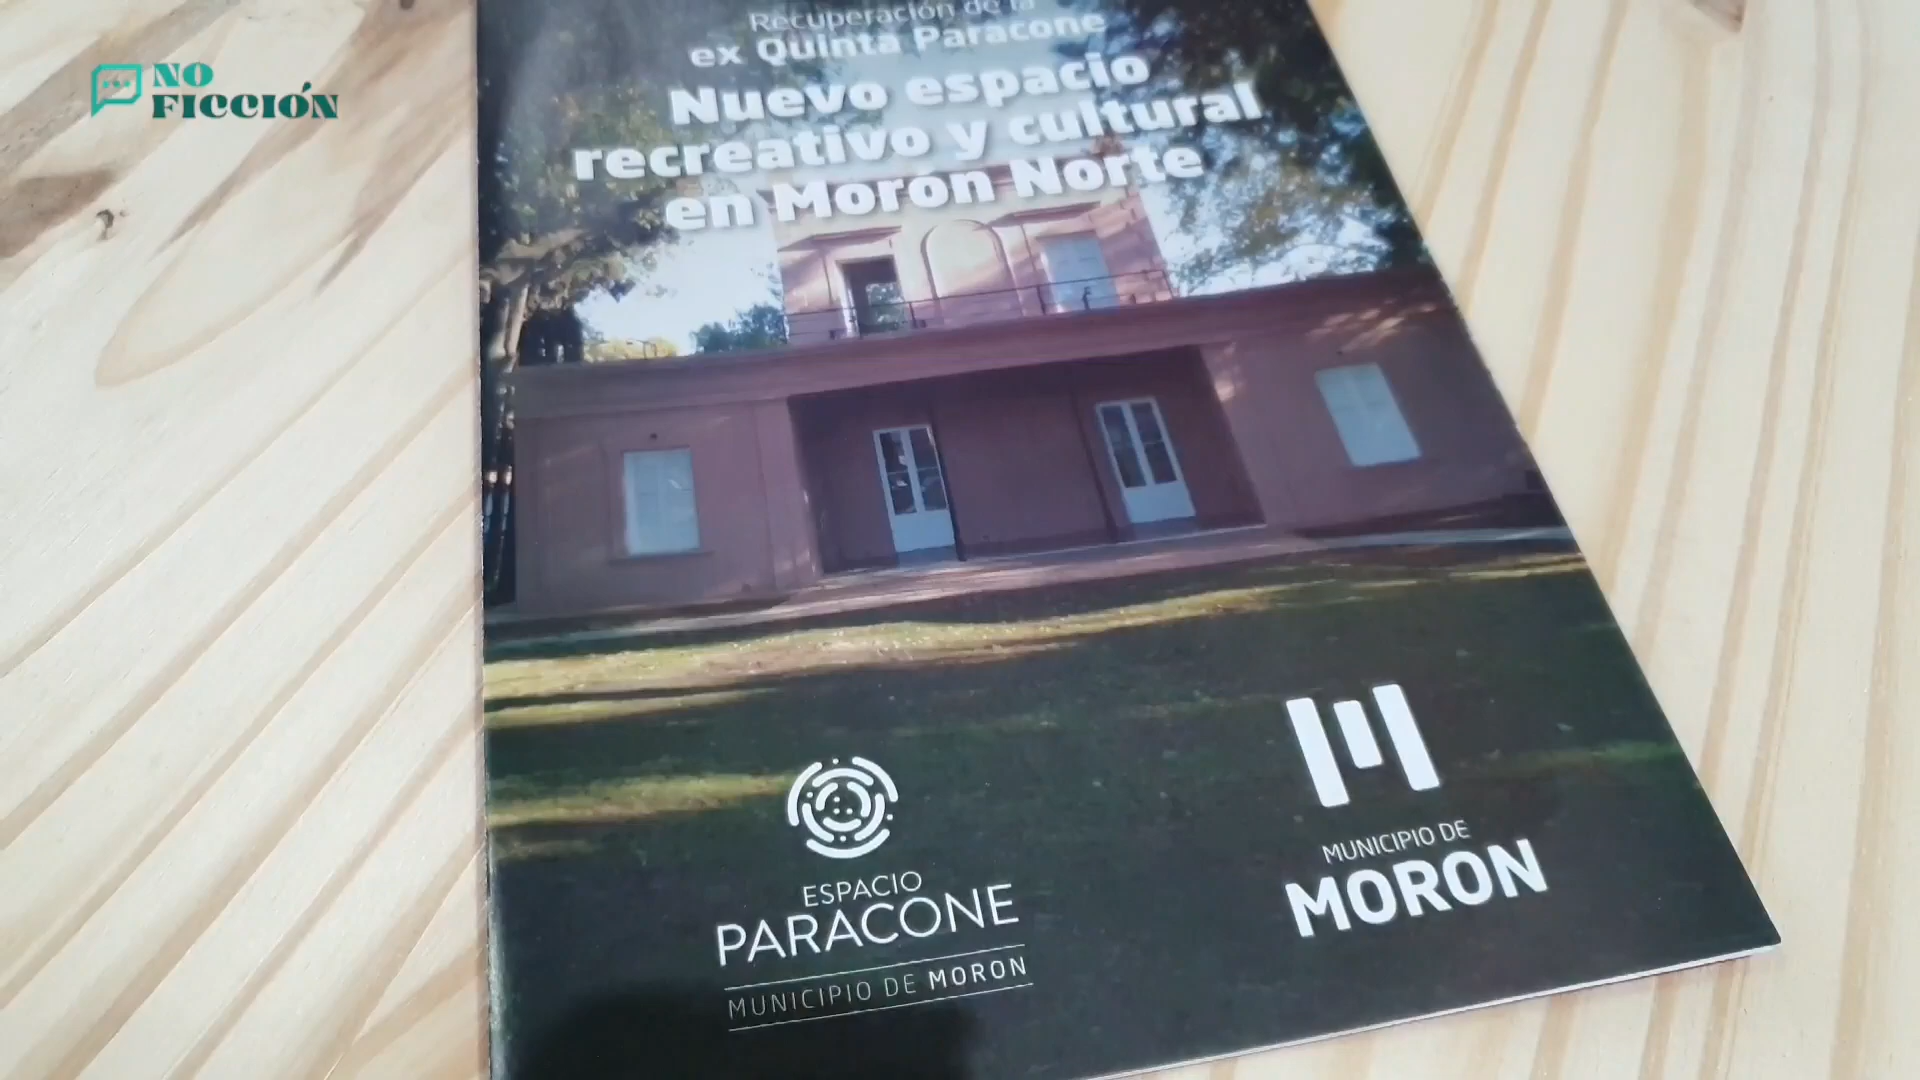 NO
FICCIÓN
Recuperación de la
ex Quinta Paracone
Nuevo espacio
recreativo y cultural
en Morón Norte
ESPACIO
PARACONE
MUNICIPIO DE MORON
MUNICIPIO DE
MORON